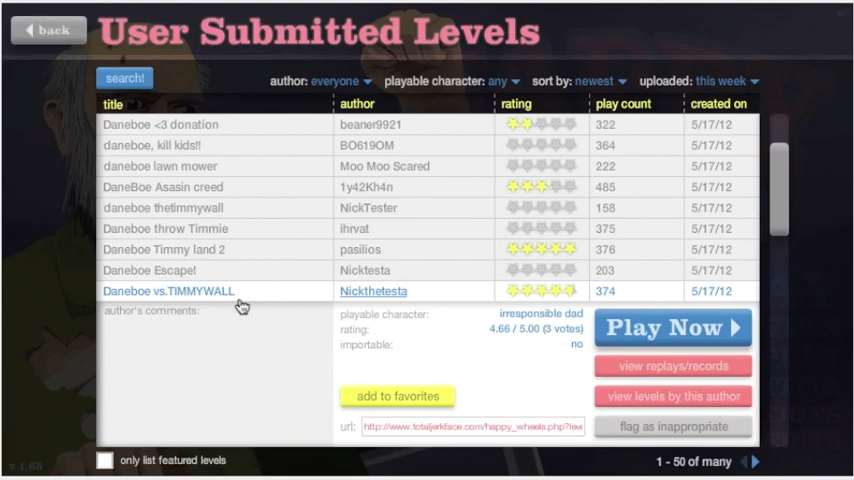 back
User Submitted Levels
search! author: everyone playable character: any sort by: newest uploaded: this week
title author rating play count created on
Daneboe <3 donation beaner9921 322 5/17/12
daneboe, kill kids!! BO619OM 364 5/17/12
daneboe lawn mower Moo Moo Scared 222 5/17/12
DaneBoe Asasin creed 1y42Kh4n 485 5/17/12
daneboe thetimmywall NickTester 158 5/17/12
Daneboe throw Timmie ihrvat 375 5/17/12
Daneboe Timmy land 2 pasilios 376 5/17/12
Daneboe Escape! Nicktesta 203 5/17/12
Daneboe vs.TIMMYWALL Nickthetesta 374 5/17/12
author's comments:
playable character: irresponsible dad
rating: 4.66 / 5.00 (3 votes)
importable: no
Play Now
view replays/records
add to favorites
view levels by this author
url: http://www.totaljerkface.com/happy_wheels.php?lev
flag as inappropriate
only list featured levels
1 - 50 of many
v 1.65